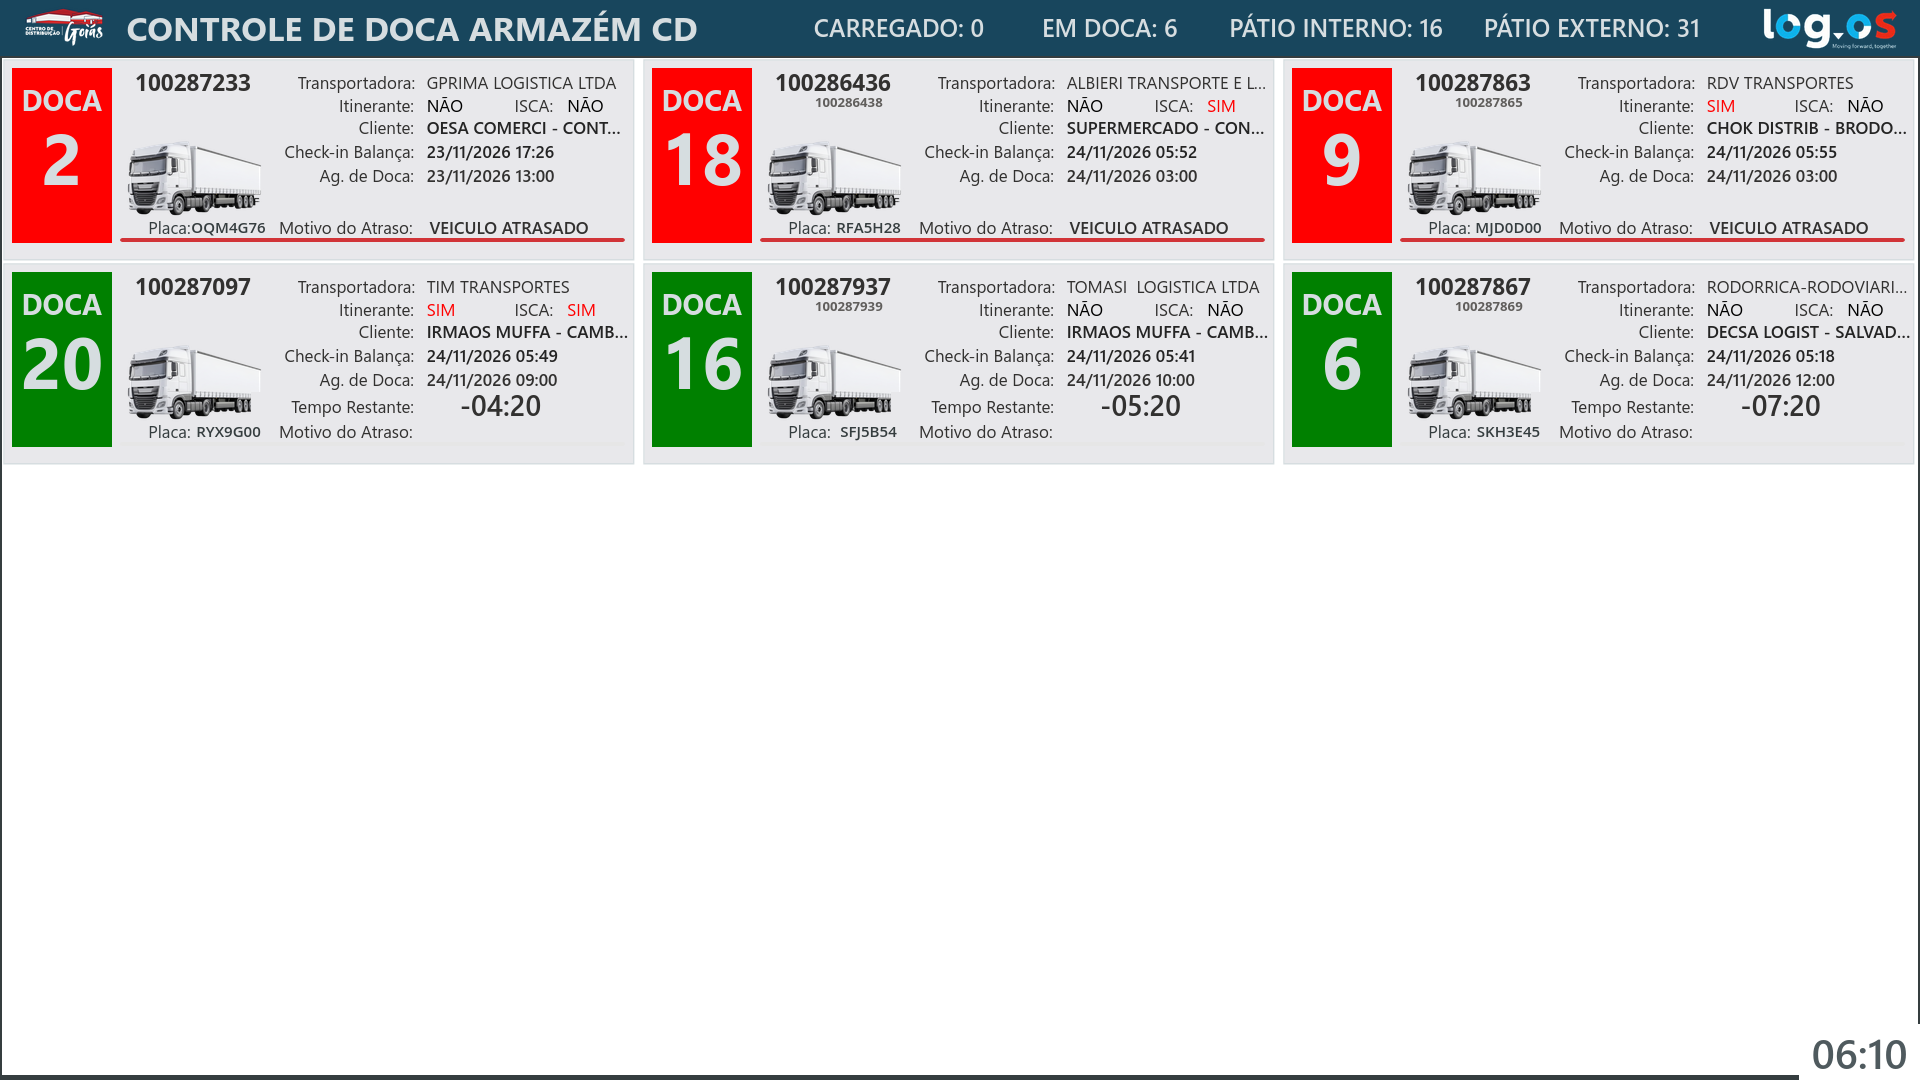 CENTRO DE DISTRIBUIÇÃO Goiás
CONTROLE DE DOCA ARMAZÉM CD
CARREGADO: 0
EM DOCA: 6
PÁTIO INTERNO: 16
PÁTIO EXTERNO: 31
log.os
Moving forward, together
DOCA
2
100287233
Transportadora: GPRIMA LOGISTICA LTDA
Itinerante: NÃO ISCA: NÃO
Cliente: OESA COMERCI - CONT...
Check-in Balança: 23/11/2026 17:26
Ag. de Doca: 23/11/2026 13:00
Placa:OQM4G76 Motivo do Atraso: VEICULO ATRASADO
DOCA
18
100286436
100286438
Transportadora: ALBIERI TRANSPORTE E L...
Itinerante: NÃO ISCA: SIM
Cliente: SUPERMERCADO - CON...
Check-in Balança: 24/11/2026 05:52
Ag. de Doca: 24/11/2026 03:00
Placa: RFA5H28 Motivo do Atraso: VEICULO ATRASADO
DOCA
9
100287863
100287865
Transportadora: RDV TRANSPORTES
Itinerante: SIM ISCA: NÃO
Cliente: CHOK DISTRIB - BRODO...
Check-in Balança: 24/11/2026 05:55
Ag. de Doca: 24/11/2026 03:00
Placa: MJD0D00 Motivo do Atraso: VEICULO ATRASADO
DOCA
20
100287097
Transportadora: TIM TRANSPORTES
Itinerante: SIM ISCA: SIM
Cliente: IRMAOS MUFFA - CAMB...
Check-in Balança: 24/11/2026 05:49
Ag. de Doca: 24/11/2026 09:00
Tempo Restante: -04:20
Placa: RYX9G00 Motivo do Atraso:
DOCA
16
100287937
100287939
Transportadora: TOMASI LOGISTICA LTDA
Itinerante: NÃO ISCA: NÃO
Cliente: IRMAOS MUFFA - CAMB...
Check-in Balança: 24/11/2026 05:41
Ag. de Doca: 24/11/2026 10:00
Tempo Restante: -05:20
Placa: SFJ5B54 Motivo do Atraso:
DOCA
6
100287867
100287869
Transportadora: RODORRICA-RODOVIARI...
Itinerante: NÃO ISCA: NÃO
Cliente: DECSA LOGIST - SALVAD...
Check-in Balança: 24/11/2026 05:18
Ag. de Doca: 24/11/2026 12:00
Tempo Restante: -07:20
Placa: SKH3E45 Motivo do Atraso:
06:10